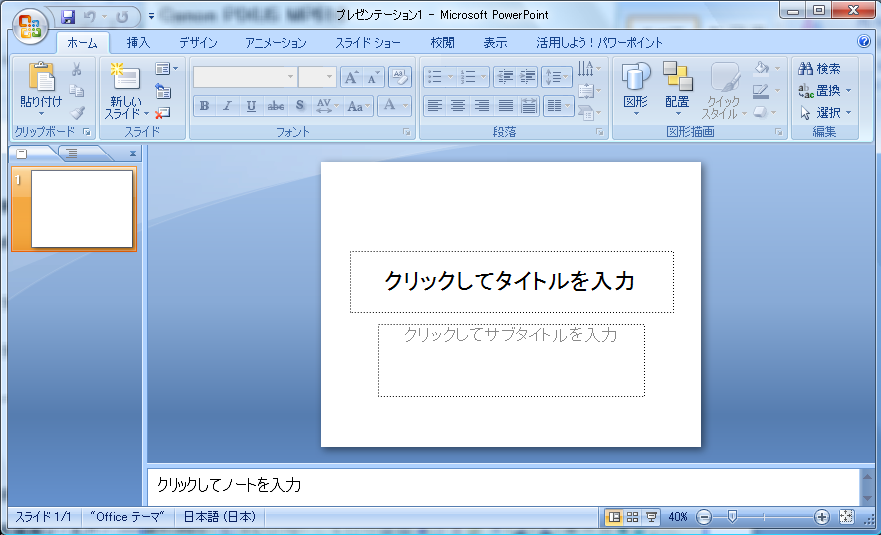 プレゼンテーション1 - Microsoft PowerPoint
ホーム 挿入 デザイン アニメーション スライド ショー 校閲 表示 活用しよう！パワーポイント
貼り付け
新しい
スライド
B I U abc S AV Aa A
図形
配置
クイック
スタイル
検索
置換
選択
クリップボード スライド フォント 段落 図形描画 編集
1
クリックしてタイトルを入力
クリックしてサブタイトルを入力
クリックしてノートを入力
スライド 1/1 "Office テーマ" 日本語 (日本) 40%